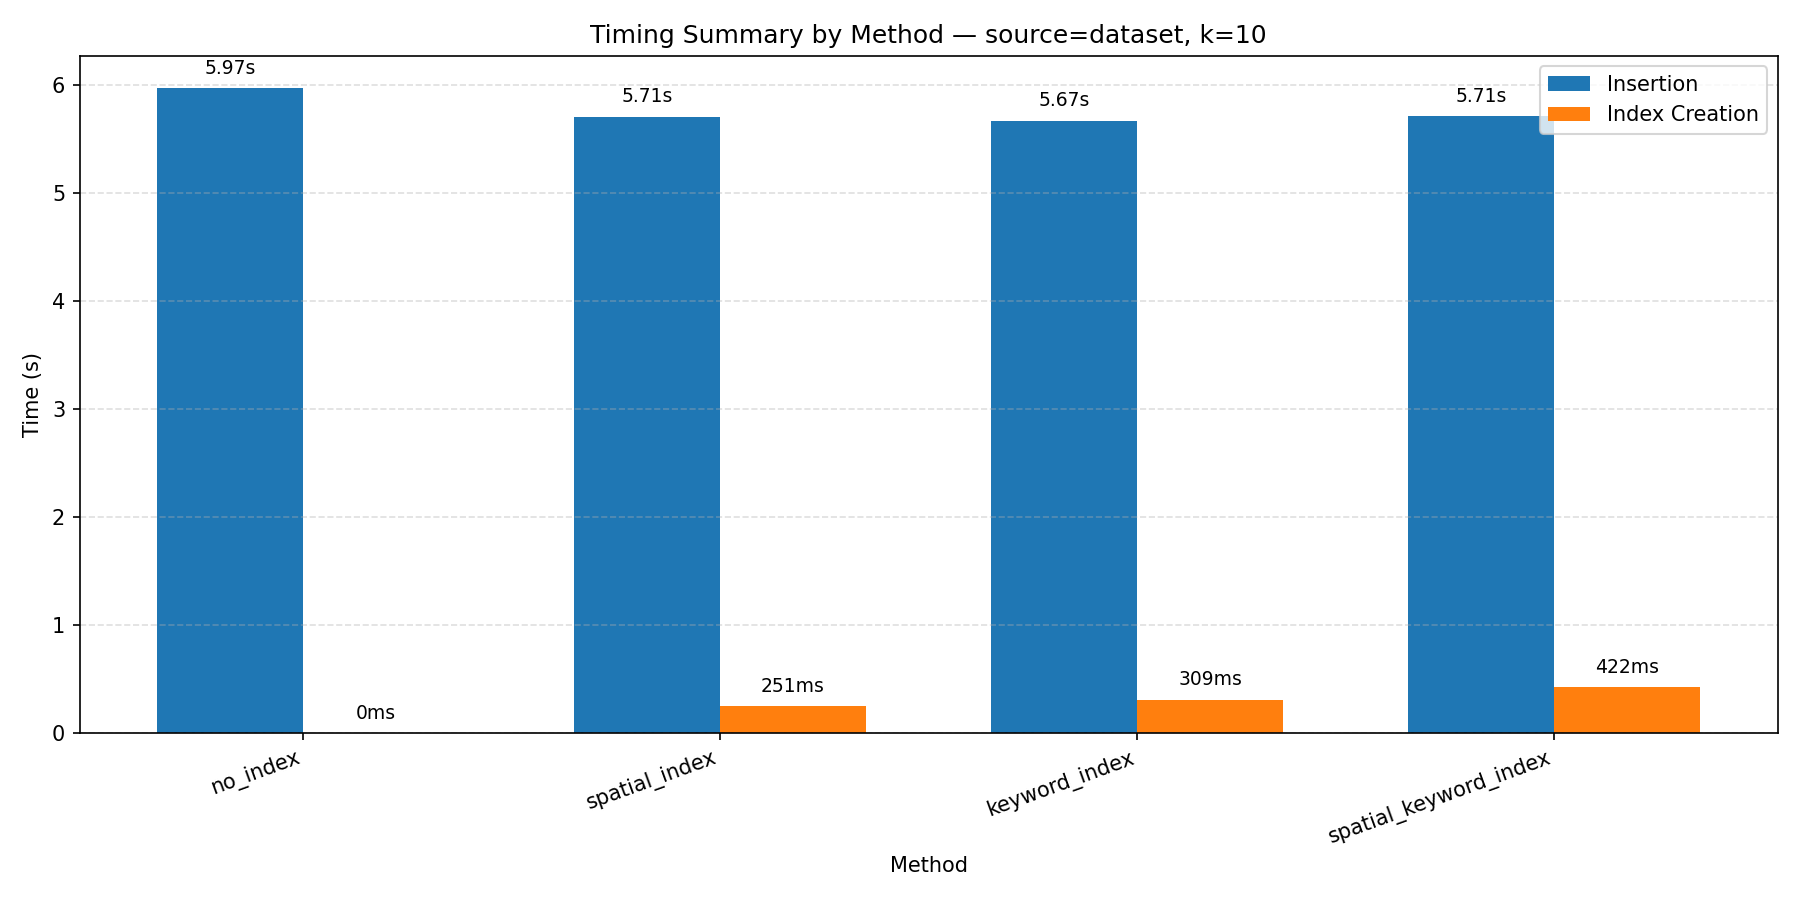 Timing Summary by Method — source=dataset, k=10
5.97s
5.71s
5.67s
5.71s
Insertion
Index Creation
6
5
4
3
2
1
0
Time (s)
0ms
251ms
309ms
422ms
no_index
spatial_index
keyword_index
spatial_keyword_index
Method